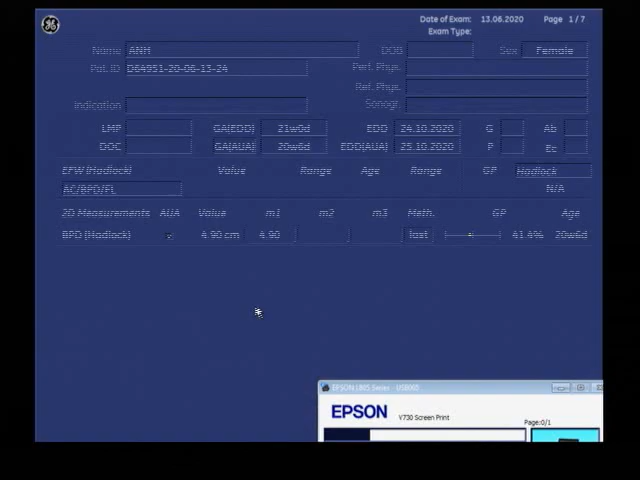 Date of Exam: 13.06.2020 Page 1 / 7
Exam Type:
Name ANH DOB Sex Female
Pat. ID D64951-20-06-13-24 Perf. Phys.
Ref. Phys.
Indication Sonogr.
LMP GA(EDD) 21w0d EDD 24.10.2020 G Ab
DOC GA(AUA) 20w6d EDD(AUA) 25.10.2020 P Ec
EFW (Hadlock) Value Range Age Range GP Hadlock
AC/BPD/FL N/A
2D Measurements AUA Value m1 m2 m3 Meth. GP Age
BPD (Hadlock) 4.90 cm 4.90 last 41.4% 20w6d
EPSON L805 Series - USB005
EPSON V730 Screen Print
Page:0/1